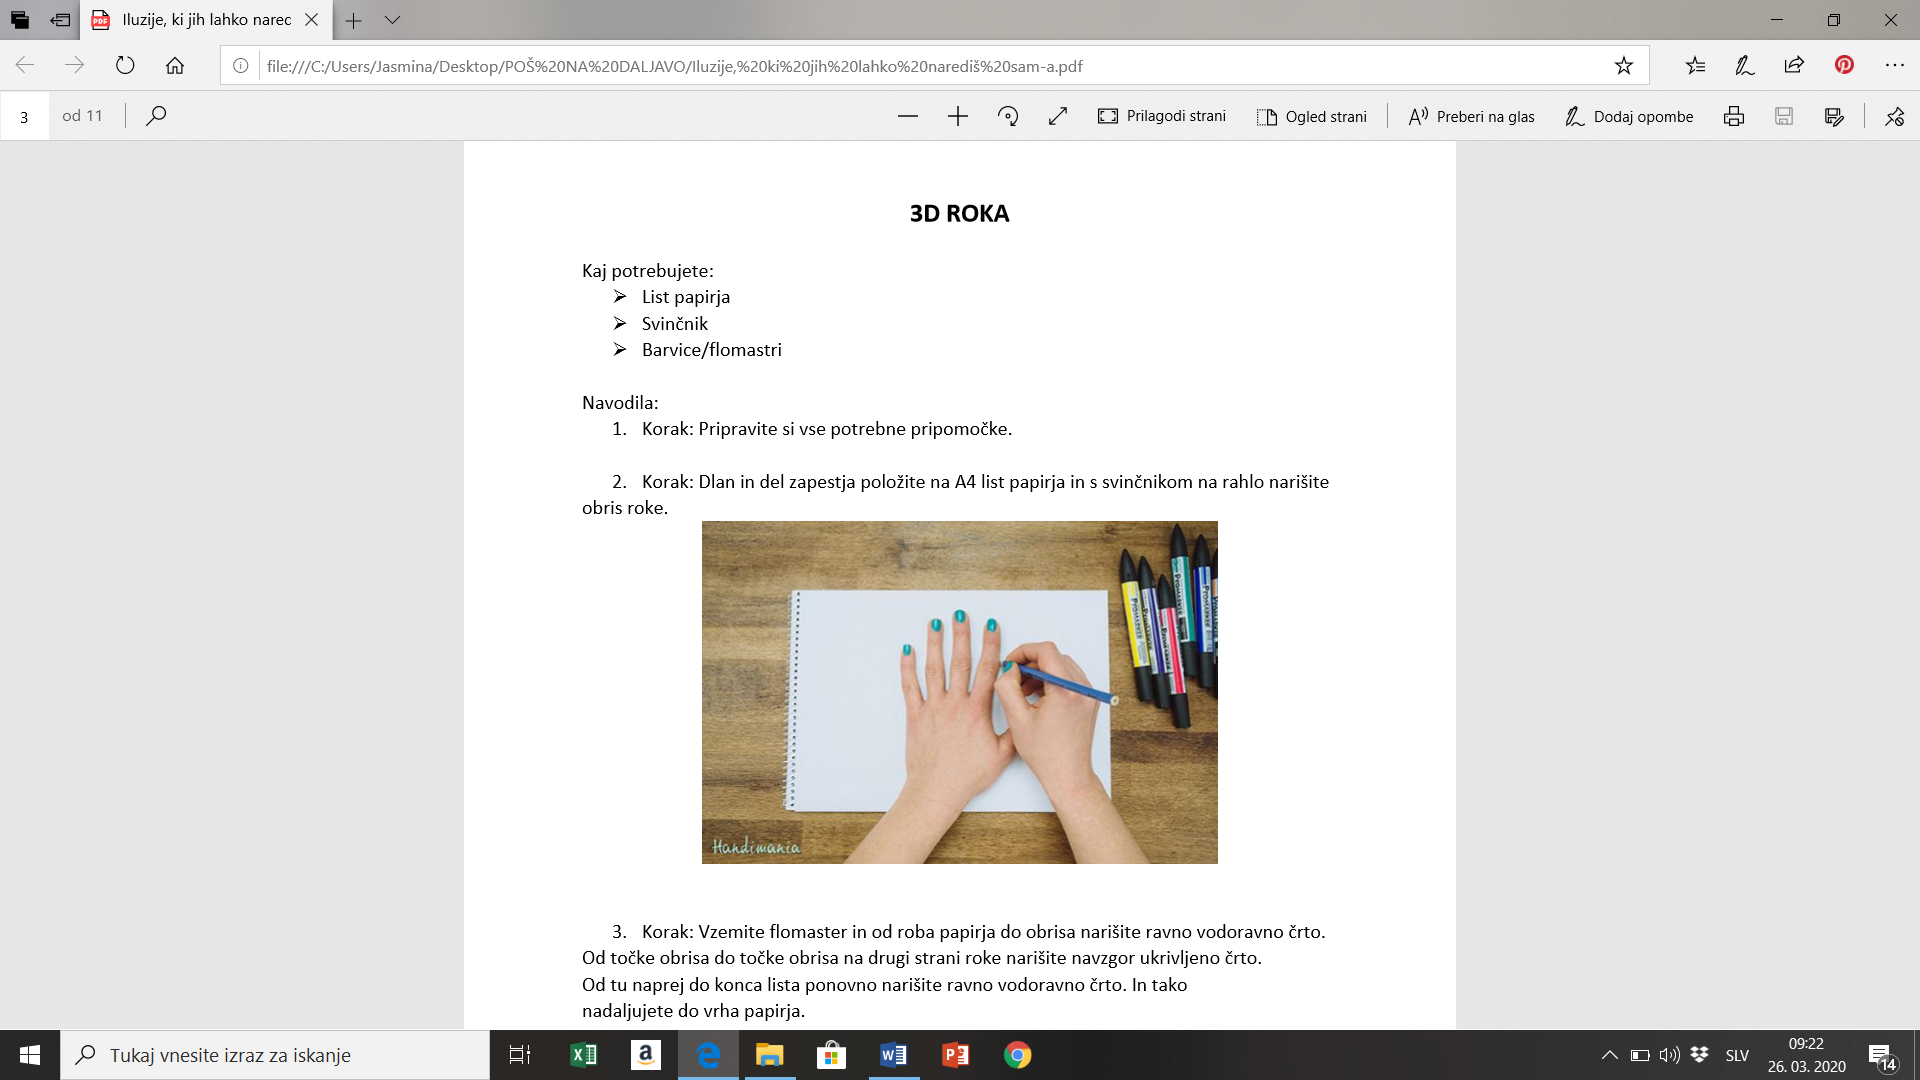 Iluzije, ki jih lahko narec
file:///C:/Users/Jasmina/Desktop/POŠ%20NA%20DALJAVO/Iluzije,%20ki%20jih%20lahko%20narediš%20sam-a.pdf
3 od 11
Prilagodi strani
Ogled strani
Preberi na glas
Dodaj opombe
3D ROKA
Kaj potrebujete:
List papirja
Svinčnik
Barvice/flomastri
Navodila:
1. Korak: Pripravite si vse potrebne pripomočke.
2. Korak: Dlan in del zapestja položite na A4 list papirja in s svinčnikom na rahlo narišite
obris roke.
Handimania
3. Korak: Vzemite flomaster in od roba papirja do obrisa narišite ravno vodoravno črto.
Od točke obrisa do točke obrisa na drugi strani roke narišite navzgor ukrivljeno črto.
Od tu naprej do konca lista ponovno narišite ravno vodoravno črto. In tako
nadaljujete do vrha papirja.
Tukaj vnesite izraz za iskanje
SLV
09:22
26. 03. 2020
14